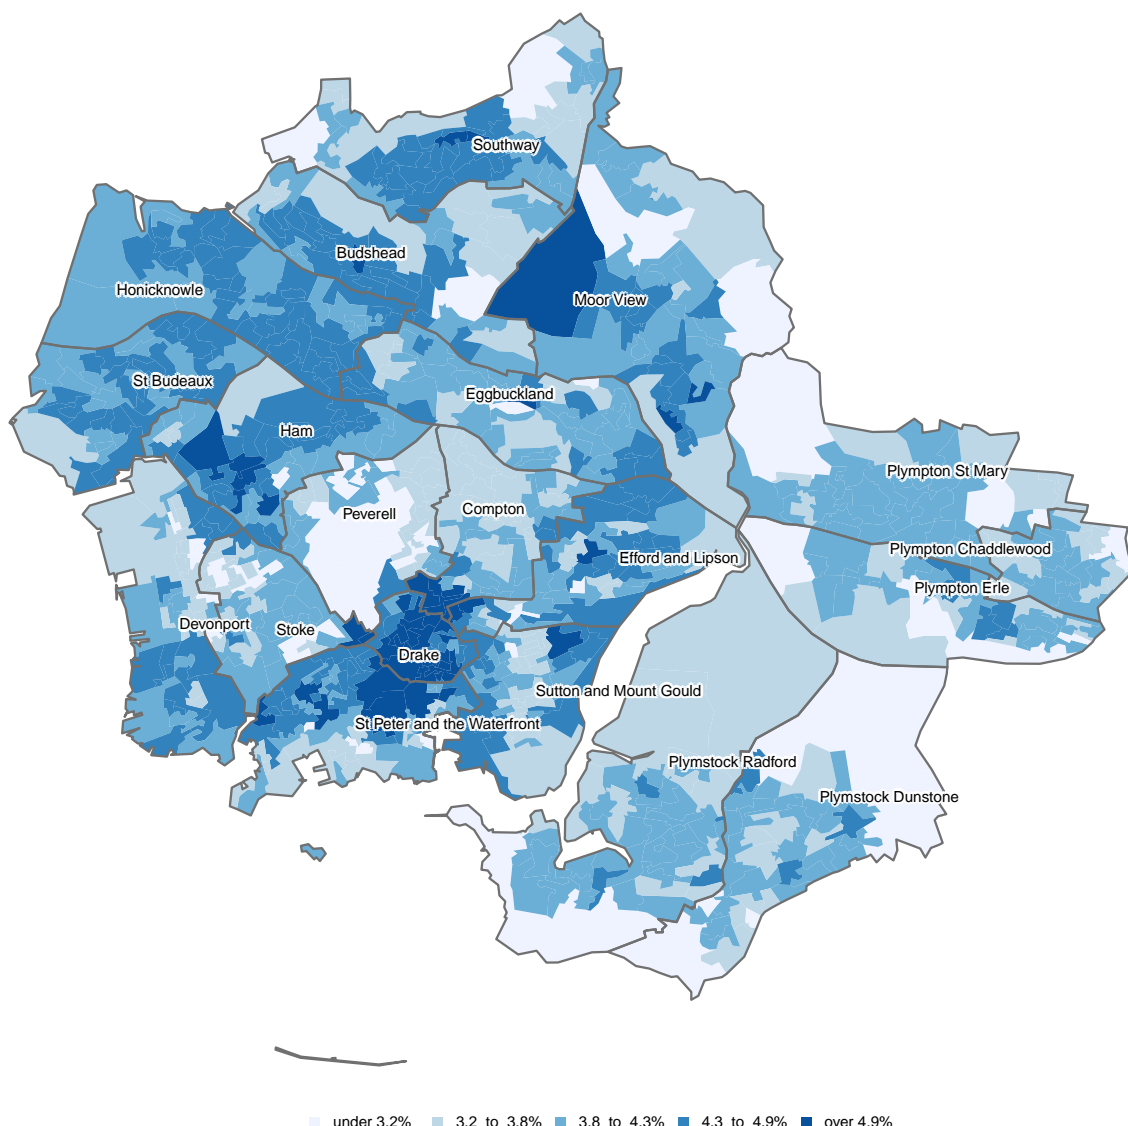 Southway
Budshead
Honicknowle
Moor View
St Budeaux
Eggbuckland
Ham
Plympton St Mary
Peverell
Compton
Plympton Chaddlewood
Efford and Lipson
Plympton Erle
Devonport
Stoke
Drake
Sutton and Mount Gould
St Peter and the Waterfront
Plymstock Radford
Plymstock Dunstone
under 3.2% 3.2 to 3.8% 3.8 to 4.3% 4.3 to 4.9% over 4.9%